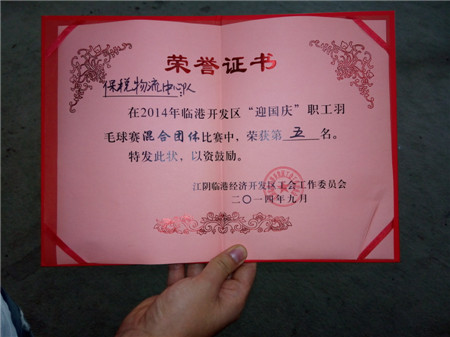 荣誉证书
保税物流中心队
在2014年临港开发区“迎国庆”职工羽
毛球赛混合团体比赛中，荣获第五名。
特发此状，以资鼓励。
江阴临港经济开发区工会工作委员会
二〇一四年九月